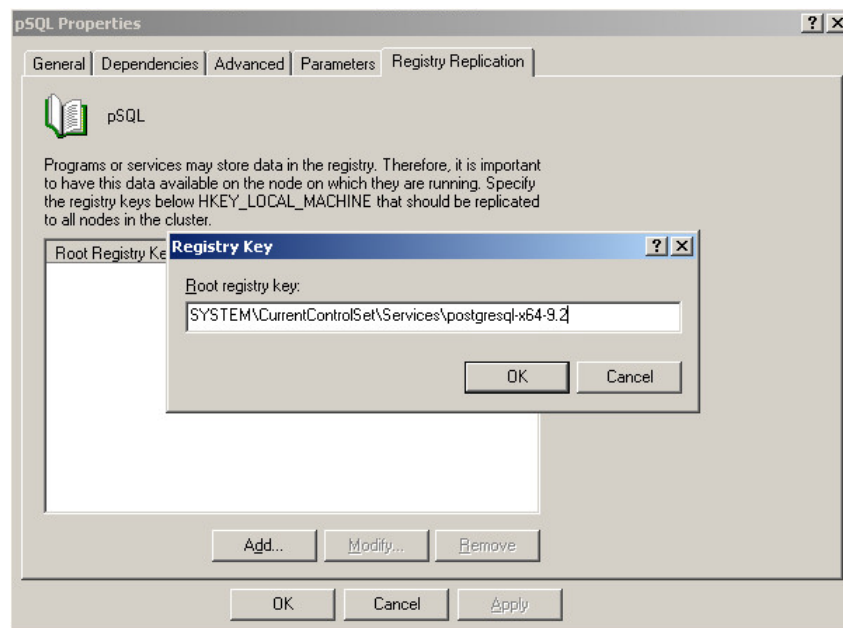 pSQL Properties
General Dependencies Advanced Parameters Registry Replication
pSQL
Programs or services may store data in the registry. Therefore, it is important
to have this data available on the node on which they are running. Specify
the registry keys below HKEY_LOCAL_MACHINE that should be replicated
to all nodes in the cluster.
Root Registry Ke
Registry Key
Root registry key:
SYSTEM\CurrentControlSet\Services\postgresql-x64-9.2
OK Cancel
Add... Modify... Remove
OK Cancel Apply